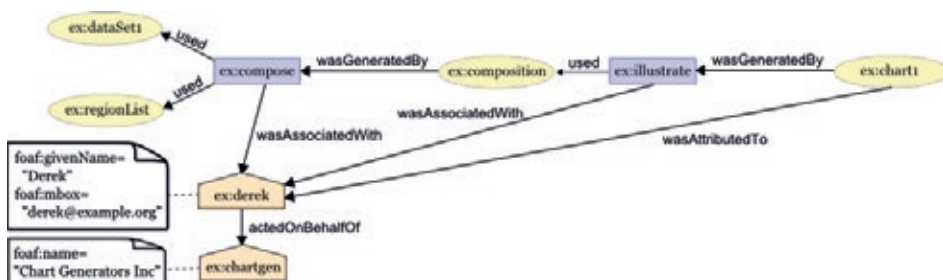 ex:dataSet1
used
ex:compose
wasGeneratedBy
ex:composition
used
ex:illustrate
wasGeneratedBy
ex:chart1
used
ex:regionList
wasAssociatedWith
wasAssociatedWith
wasAttributedTo
foaf:givenName=
"Derek"
foaf:mbox=
"derek@example.org"
ex:derek
actedOnBehalfOf
foaf:name=
"Chart Generators Inc"
ex:chartgen